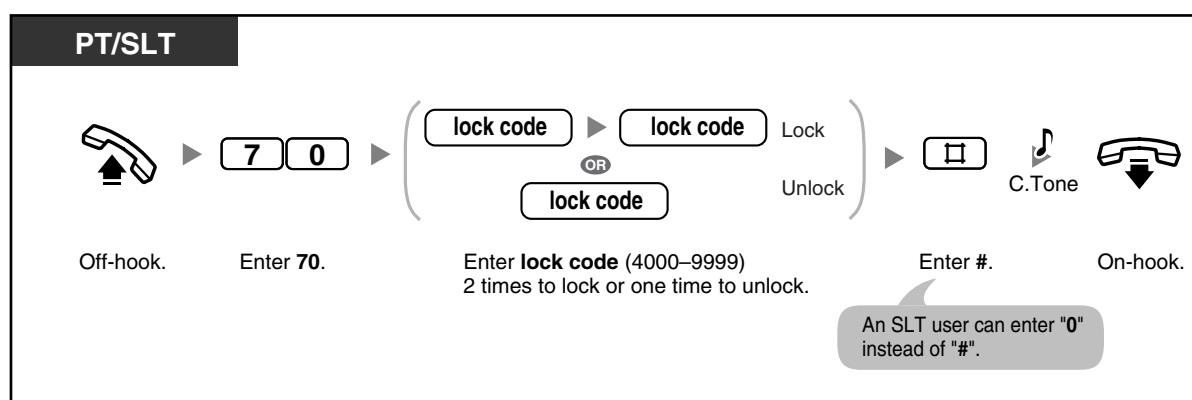 PT/SLT
7 0
lock code lock code Lock
OR
lock code Unlock
#
C.Tone
Off-hook.
Enter 70.
Enter lock code (4000–9999)
2 times to lock or one time to unlock.
Enter #.
On-hook.
An SLT user can enter "0"
instead of "#".